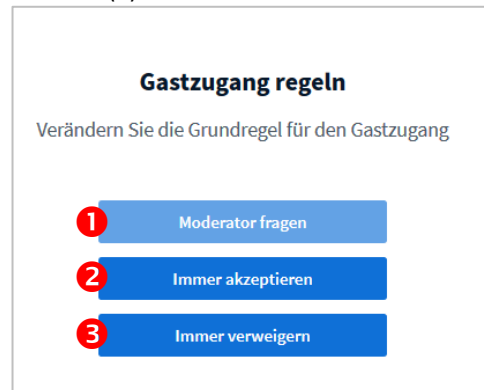 Gastzugang regeln
Verändern Sie die Grundregel für den Gastzugang
1 Moderator fragen
2 Immer akzeptieren
3 Immer verweigern